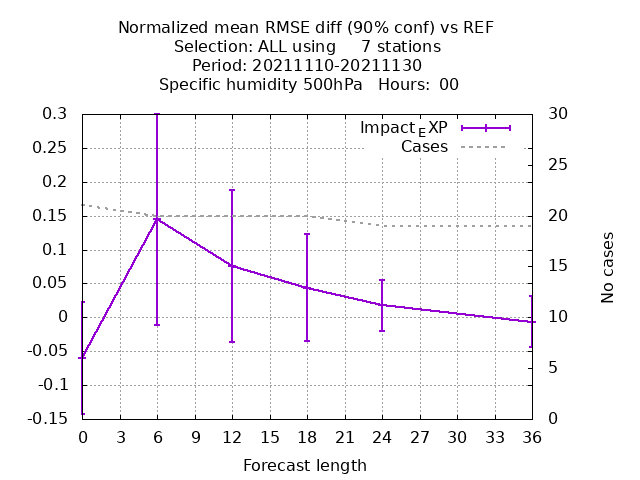 Normalized mean RMSE diff (90% conf) vs REF
Selection: ALL using     7 stations
Period: 20211110-20211130
Specific humidity 500hPa   Hours:  00
0.3
0.25
0.2
0.15
0.1
0.05
0
-0.05
-0.1
-0.15
Impact_EXP
Cases
30
25
20
15
10
5
0
No cases
0 3 6 9 12 15 18 21 24 27 30 33 36
Forecast length